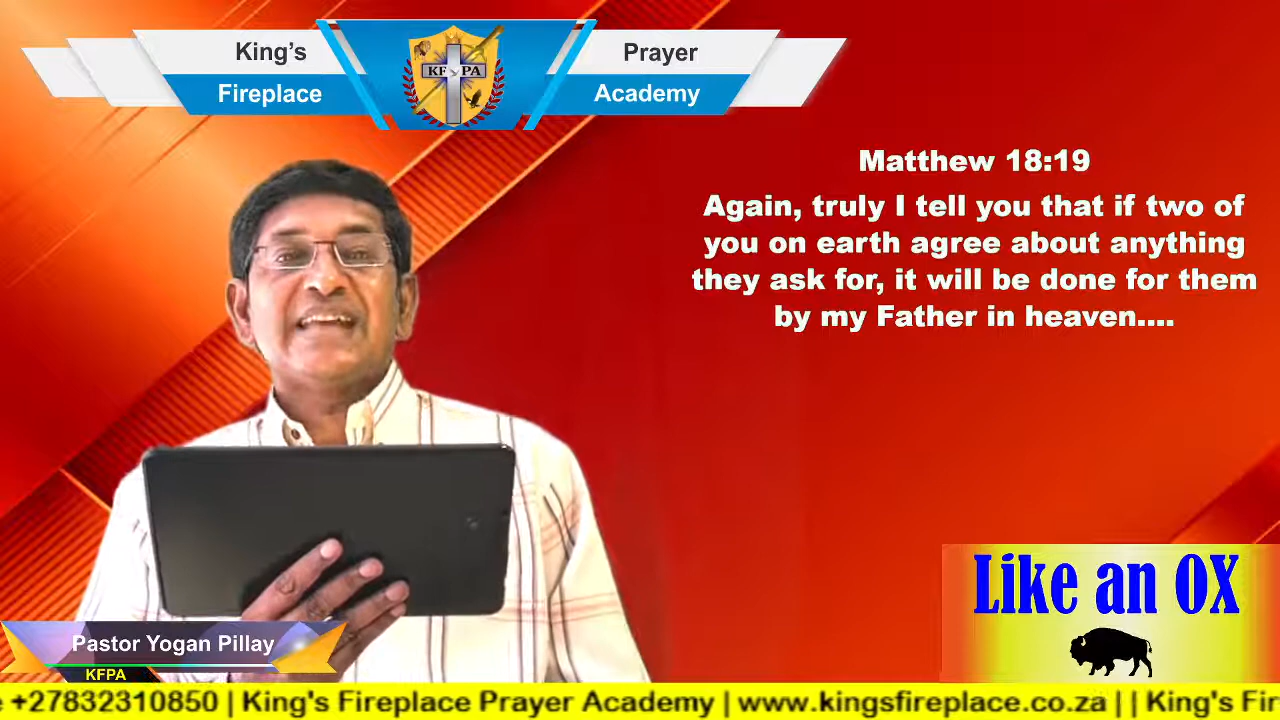 King's
Fireplace
KF PA
Prayer
Academy
Matthew 18:19
Again, truly I tell you that if two of
you on earth agree about anything
they ask for, it will be done for them
by my Father in heaven....
Like an OX
Pastor Yogan Pillay
KFPA
+27832310850 | King's Fireplace Prayer Academy | www.kingsfireplace.co.za | | King's Fir